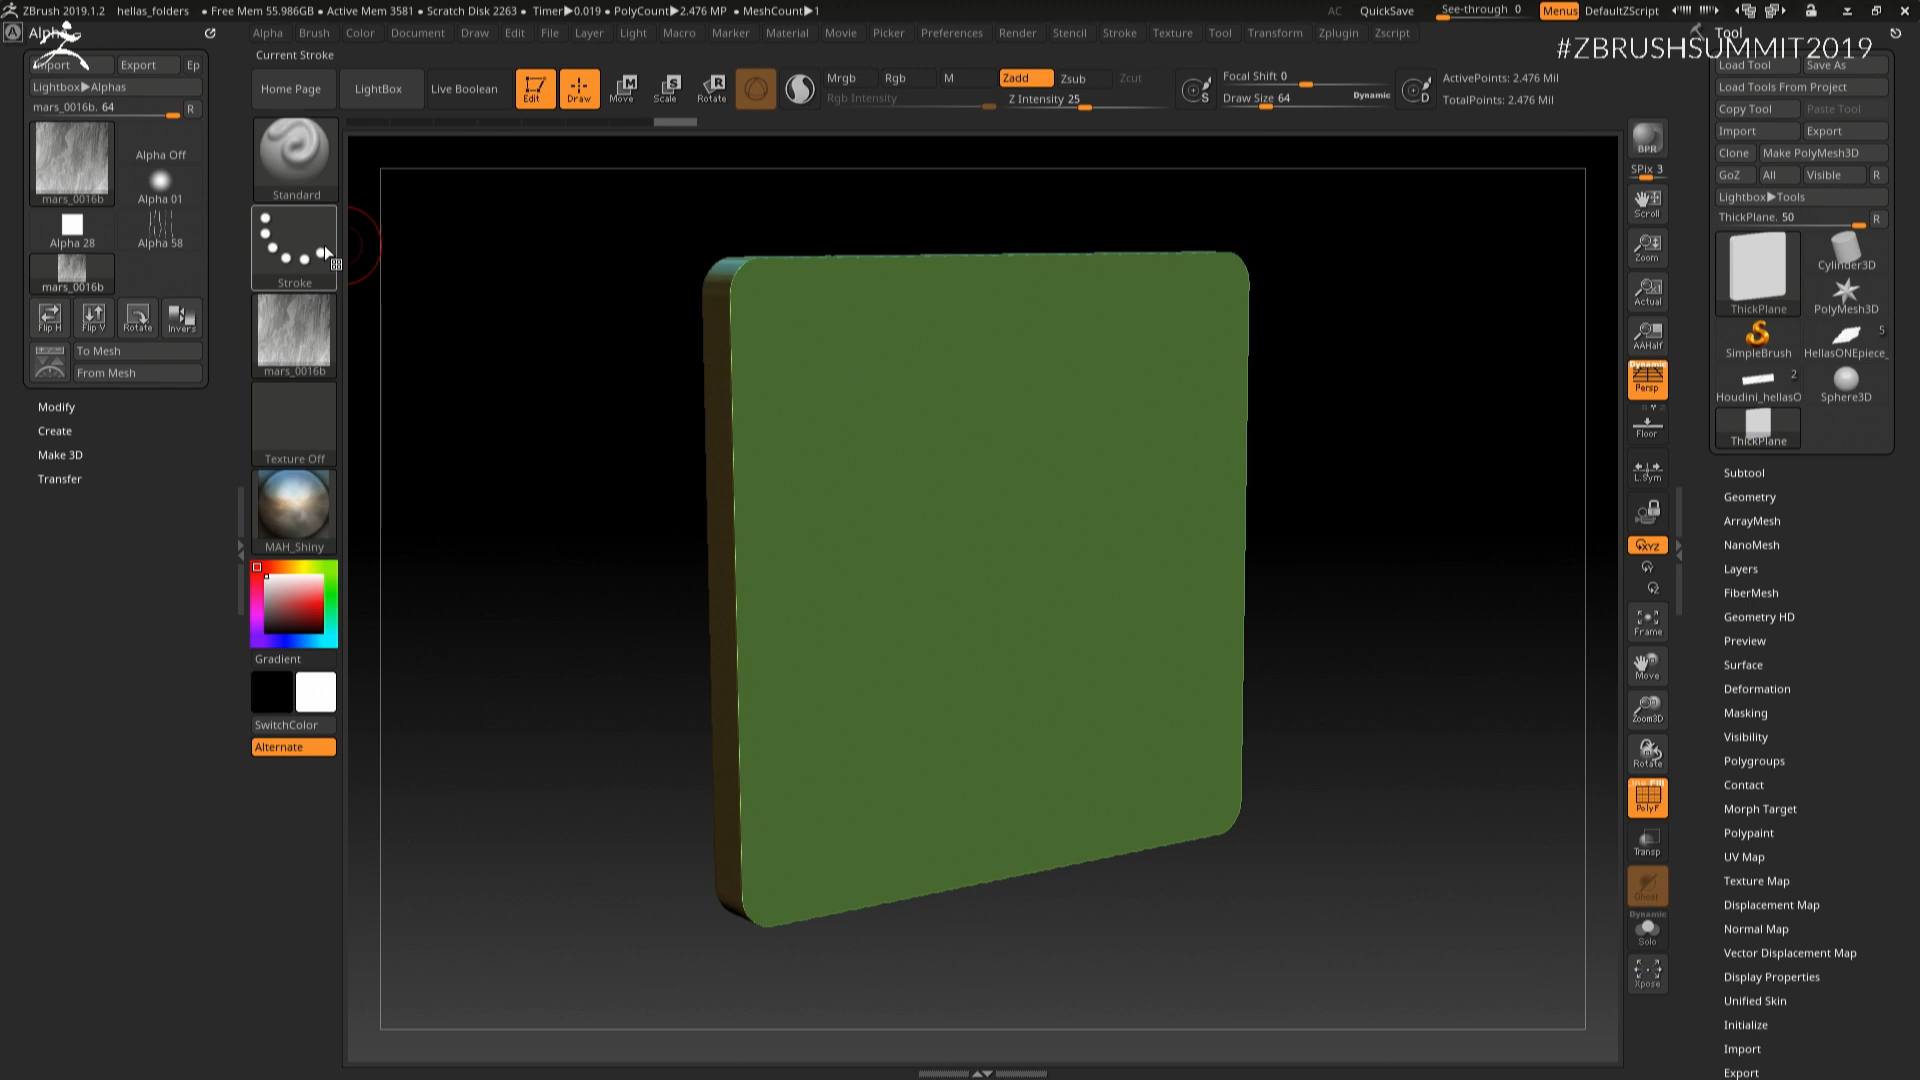 ZBrush 2019.1.2 hellas_folders • Free Mem 55.986GB • Active Mem 3581 • Scratch Disk 2263 • Timer▶0.019 • PolyCount▶2.476 MP • MeshCount▶1 AC QuickSave See-through 0 Menus DefaultZScript
Alpha Brush Color Document Draw Edit File Layer Light Macro Marker Material Movie Picker Preferences Render Stencil Stroke Texture Tool Transform Zplugin Zscript
#ZBRUSHSUMMIT2019
Tool
Current Stroke
Import Export Ep
Lightbox▶Alphas
mars_0016b. 64 R
mars_0016b
Alpha Off
Alpha 01
Alpha 28
Alpha 58
mars_0016b
Flip H Flip V Rotate Invers
To Mesh
From Mesh
Modify
Create
Make 3D
Transfer
Home Page LightBox Live Boolean Edit Draw Move Scale Rotate
Mrgb Rgb M Zadd Zsub Zcut
Rgb Intensity Z Intensity 25
S
Focal Shift 0
Draw Size 64 Dynamic
D
ActivePoints: 2.476 Mil
TotalPoints: 2.476 Mil
Standard
Stroke
mars_0016b
Texture Off
MAH_Shiny
Gradient
SwitchColor
Alternate
BPR
SPix 3
Scroll
Zoom
Actual
AAHalf
Dynamic
Persp
Floor
L.Sym
XYZ
Y
Z
Frame
Move
Zoom3D
Rotate
Line Fill
PolyF
Transp
Ghost
Dynamic
Solo
Xpose
Load Tool Save As
Load Tools From Project
Copy Tool Paste Tool
Import Export
Clone Make PolyMesh3D
GoZ All Visible R
Lightbox▶Tools
ThickPlane. 50 R
ThickPlane
Cylinder3D
PolyMesh3D
SimpleBrush
5
HellasONEpiece_
2
Houdini_hellasO
Sphere3D
ThickPlane
Subtool
Geometry
ArrayMesh
NanoMesh
Layers
FiberMesh
Geometry HD
Preview
Surface
Deformation
Masking
Visibility
Polygroups
Contact
Morph Target
Polypaint
UV Map
Texture Map
Displacement Map
Normal Map
Vector Displacement Map
Display Properties
Unified Skin
Initialize
Import
Export